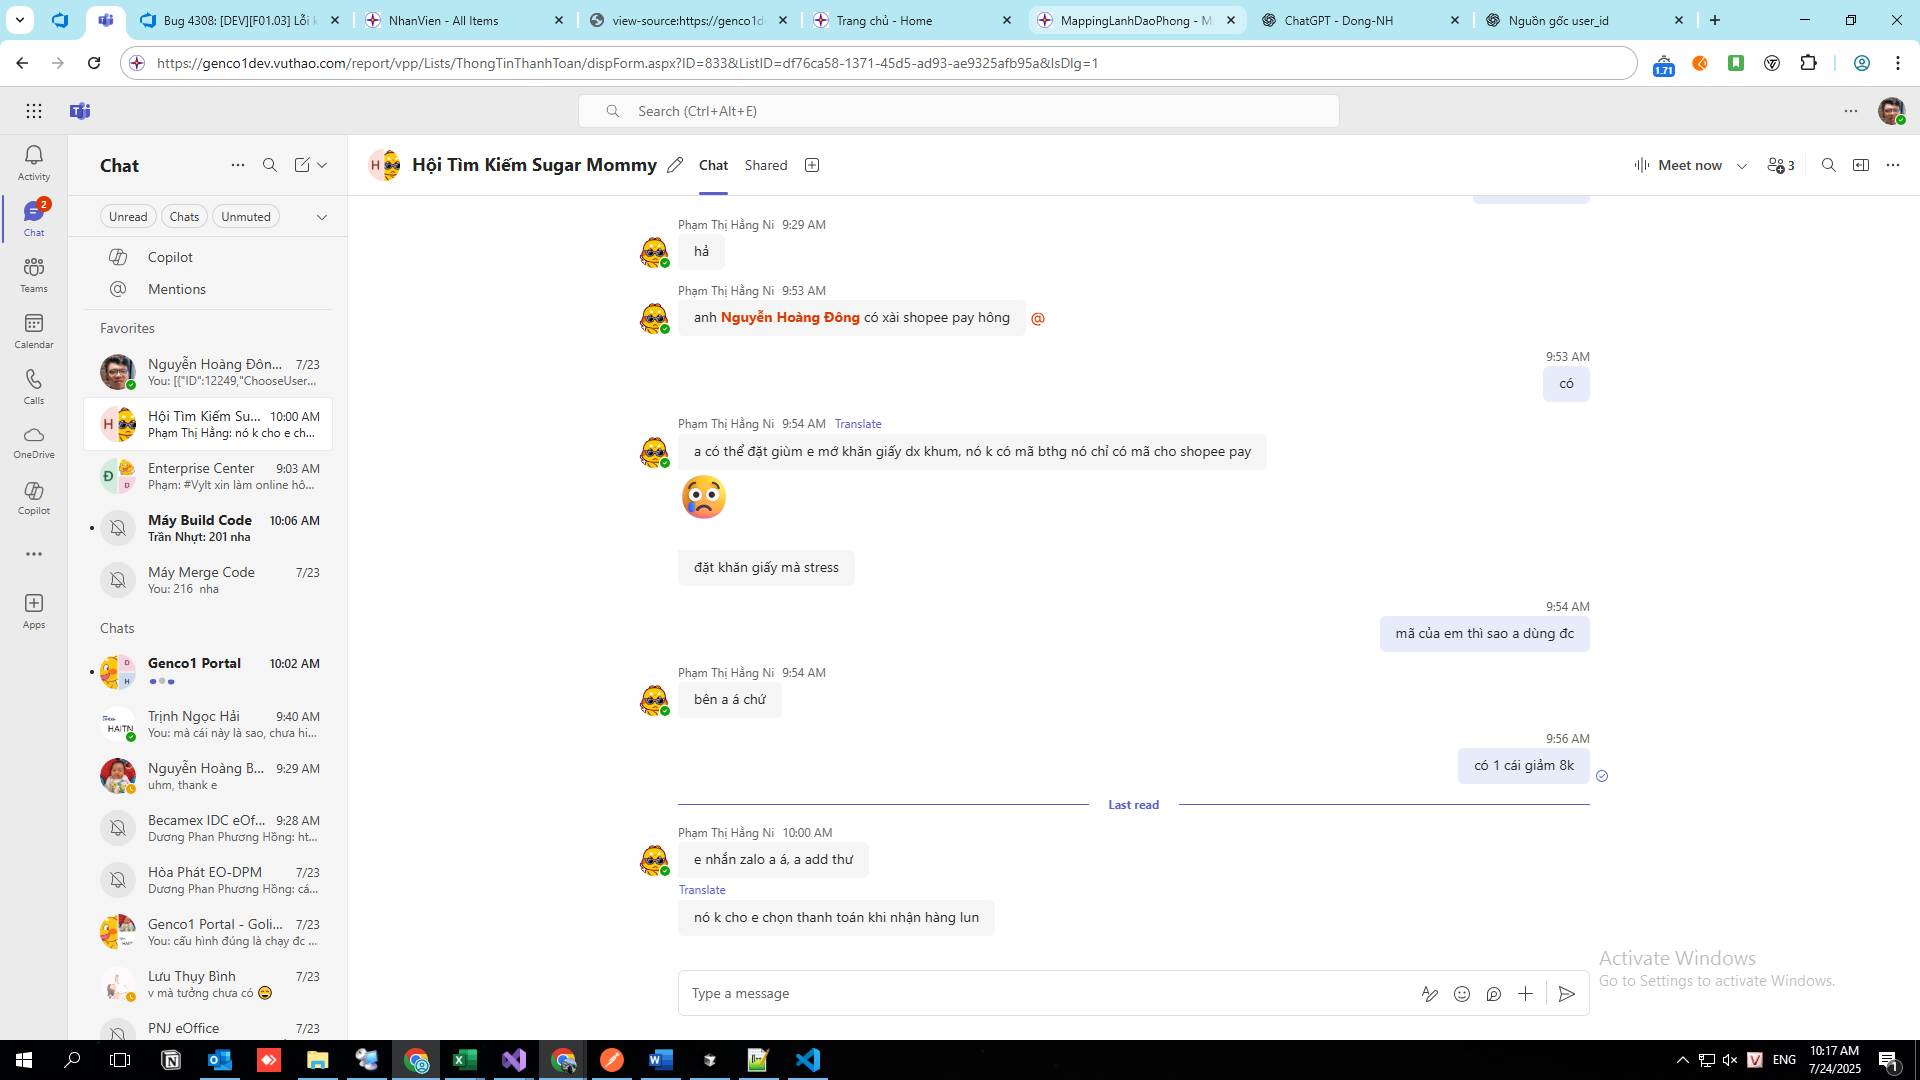 Bug 4308: [DEV][F01.03] Lỗi k
NhanVien - All Items
view-source:https://genco1de
Trang chủ - Home
MappingLanhDaoPhong - M
ChatGPT - Dong-NH
Nguồn gốc user_id
https://genco1dev.vuthao.com/report/vpp/Lists/ThongTinThanhToan/dispForm.aspx?ID=833&ListID=df76ca58-1371-45d5-ad93-ae9325afb95a&IsDlg=1
1.71
Search (Ctrl+Alt+E)
Activity
2
Chat
Teams
Calendar
Calls
OneDrive
Copilot
Apps
Chat
Unread
Chats
Unmuted
Copilot
Mentions
Favorites
Nguyễn Hoàng Đôn... 7/23
You: [{"ID":12249,"ChooseUser...
Hội Tìm Kiếm Su... 10:00 AM
Phạm Thị Hằng: nó k cho e ch...
Enterprise Center 9:03 AM
Phạm: #Vylt xin làm online hô...
Máy Build Code 10:06 AM
Trần Nhựt: 201 nha
Máy Merge Code 7/23
You: 216 nha
Chats
Genco1 Portal 10:02 AM
Trịnh Ngọc Hải 9:40 AM
You: mà cái này là sao, chưa hi...
Nguyễn Hoàng B... 9:29 AM
uhm, thank e
Becamex IDC eOf... 9:28 AM
Dương Phan Phương Hồng: ht...
Hòa Phát EO-DPM 7/23
Dương Phan Phương Hồng: cá...
Genco1 Portal - Goli... 7/23
You: cấu hình đúng là chạy đc ...
Lưu Thụy Bình 7/23
v mà tưởng chưa có
PNJ eOffice 7/23
Hội Tìm Kiếm Sugar Mommy
Chat
Shared
Meet now
3
Phạm Thị Hằng Ni 9:29 AM
hả
Phạm Thị Hằng Ni 9:53 AM
anh Nguyễn Hoàng Đông có xài shopee pay hông @
9:53 AM
có
Phạm Thị Hằng Ni 9:54 AM Translate
a có thể đặt giùm e mớ khăn giấy dx khum, nó k có mã bthg nó chỉ có mã cho shopee pay
đặt khăn giấy mà stress
9:54 AM
mã của em thì sao a dùng đc
Phạm Thị Hằng Ni 9:54 AM
bên a á chứ
9:56 AM
có 1 cái giảm 8k
Last read
Phạm Thị Hằng Ni 10:00 AM
e nhắn zalo a á, a add thư
Translate
nó k cho e chọn thanh toán khi nhận hàng lun
Type a message
Activate Windows
Go to Settings to activate Windows.
ENG
10:17 AM
7/24/2025
1